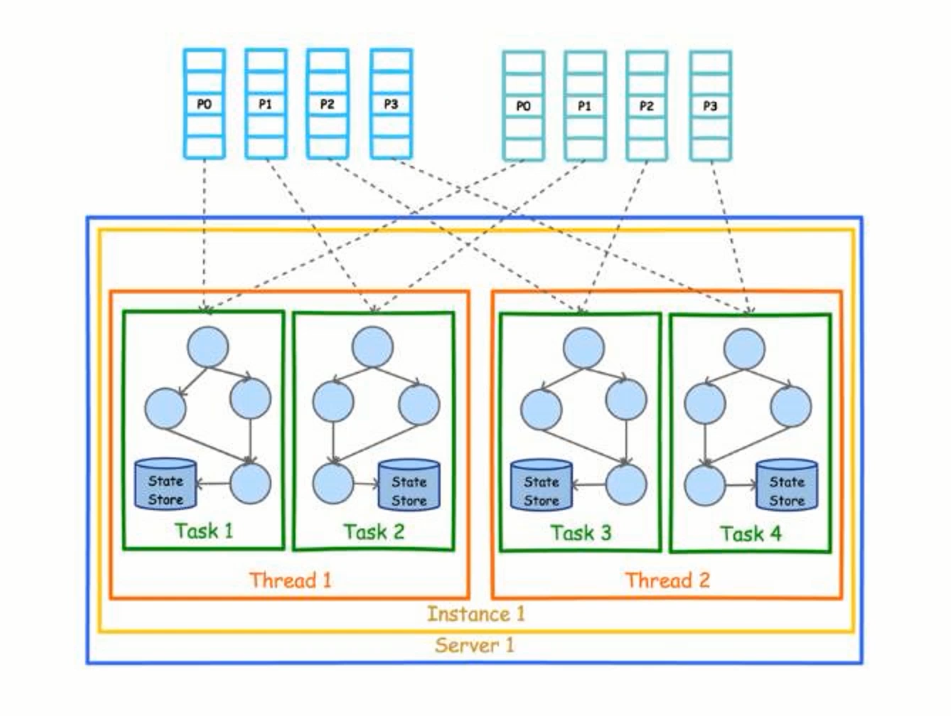 P0 P1 P2 P3 P0 P1 P2 P3
State
Store
State
Store
State
Store
State
Store
Task 1
Task 2
Task 3
Task 4
Thread 1
Thread 2
Instance 1
Server 1